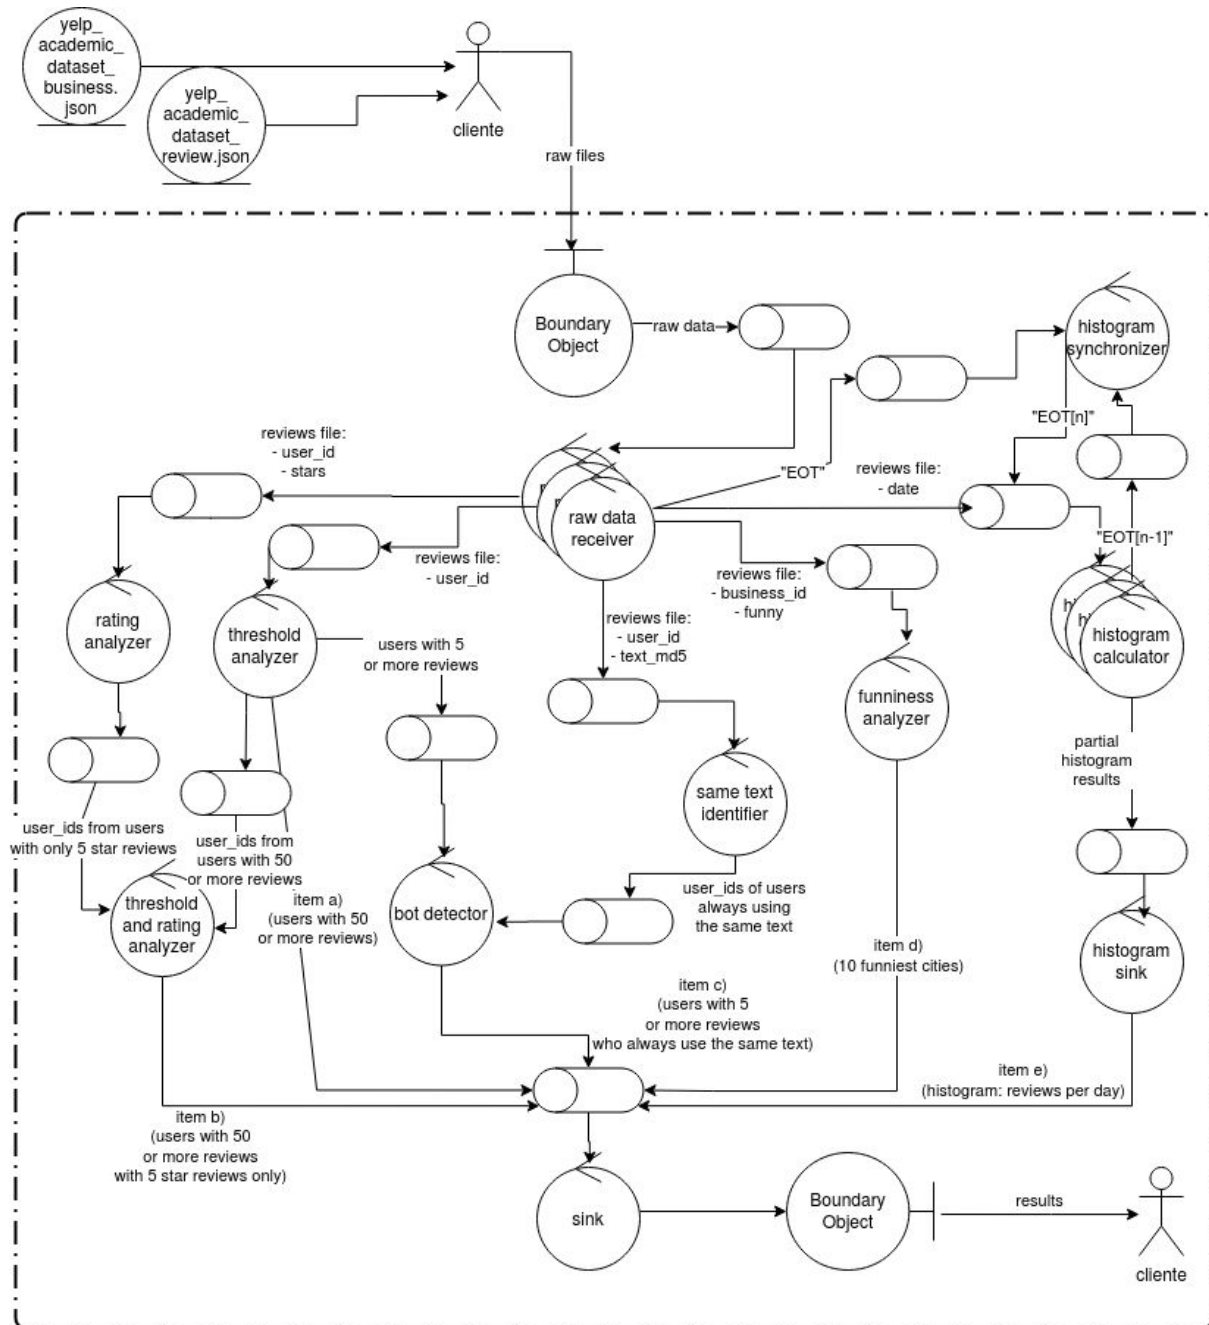 yelp_
academic_
dataset_
business.
json
yelp_
academic_
dataset_
review.json
cliente
raw files
Boundary
Object
raw data
histogram
synchronizer
"EOT[n]"
"EOT"
reviews file:
- user_id
- stars
reviews file:
- date
raw data
receiver
"EOT[n-1]"
reviews file:
- user_id
reviews file:
- business_id
- funny
reviews file:
- user_id
- text_md5
rating
analyzer
threshold
analyzer
users with 5
or more reviews
histogram
calculator
funniness
analyzer
partial
histogram
results
same text
identifier
user_ids from users
with only 5 star reviews
user_ids from
users with 50
or more reviews
threshold
and rating
analyzer
item a)
(users with 50
or more reviews)
bot detector
user_ids of users
always using
the same text
item d)
(10 funniest cities)
histogram
sink
item c)
(users with 5
or more reviews
who always use the same text)
item e)
(histogram: reviews per day)
item b)
(users with 50
or more reviews
with 5 star reviews only)
sink
Boundary
Object
results
cliente